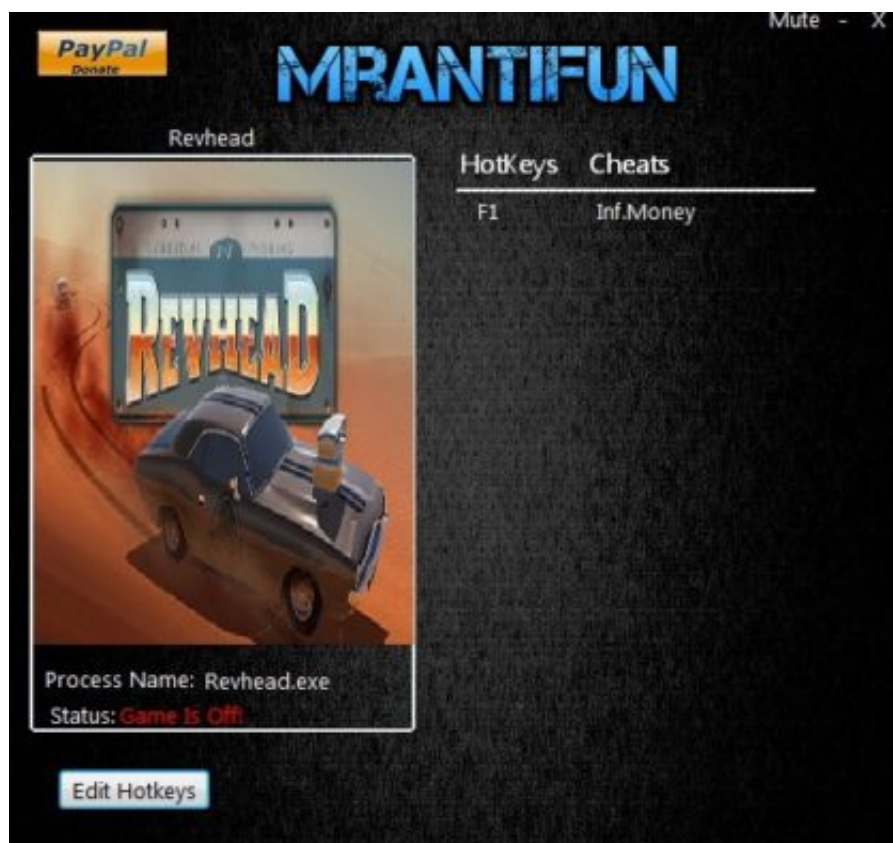 Mute - X
PayPal
Donate
MRANTIFUN
Revhead
HotKeys Cheats
F1 Inf.Money
REVHEAD
Process Name: Revhead.exe
Status: Game Is Off!
Edit Hotkeys